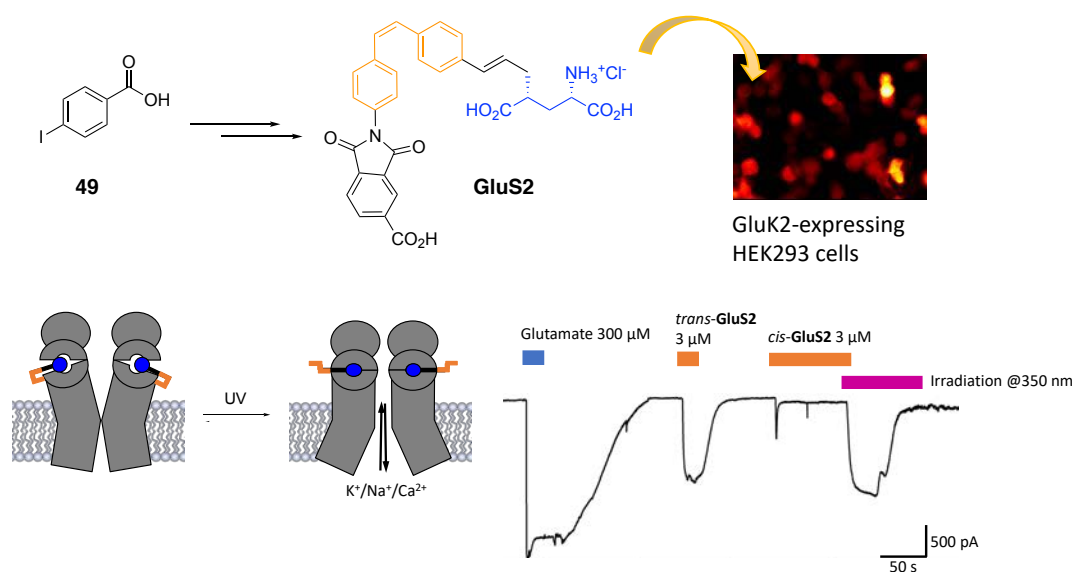 O
OH
I
49
N
O
O
CO₂H
HO₂C
NH₃⁺Cl⁻
CO₂H
GluS2
GluK2-expressing
HEK293 cells
UV
K⁺/Na⁺/Ca²⁺
Glutamate 300 µM
trans-GluS2
3 µM
cis-GluS2 3 µM
Irradiation @350 nm
500 pA
50 s